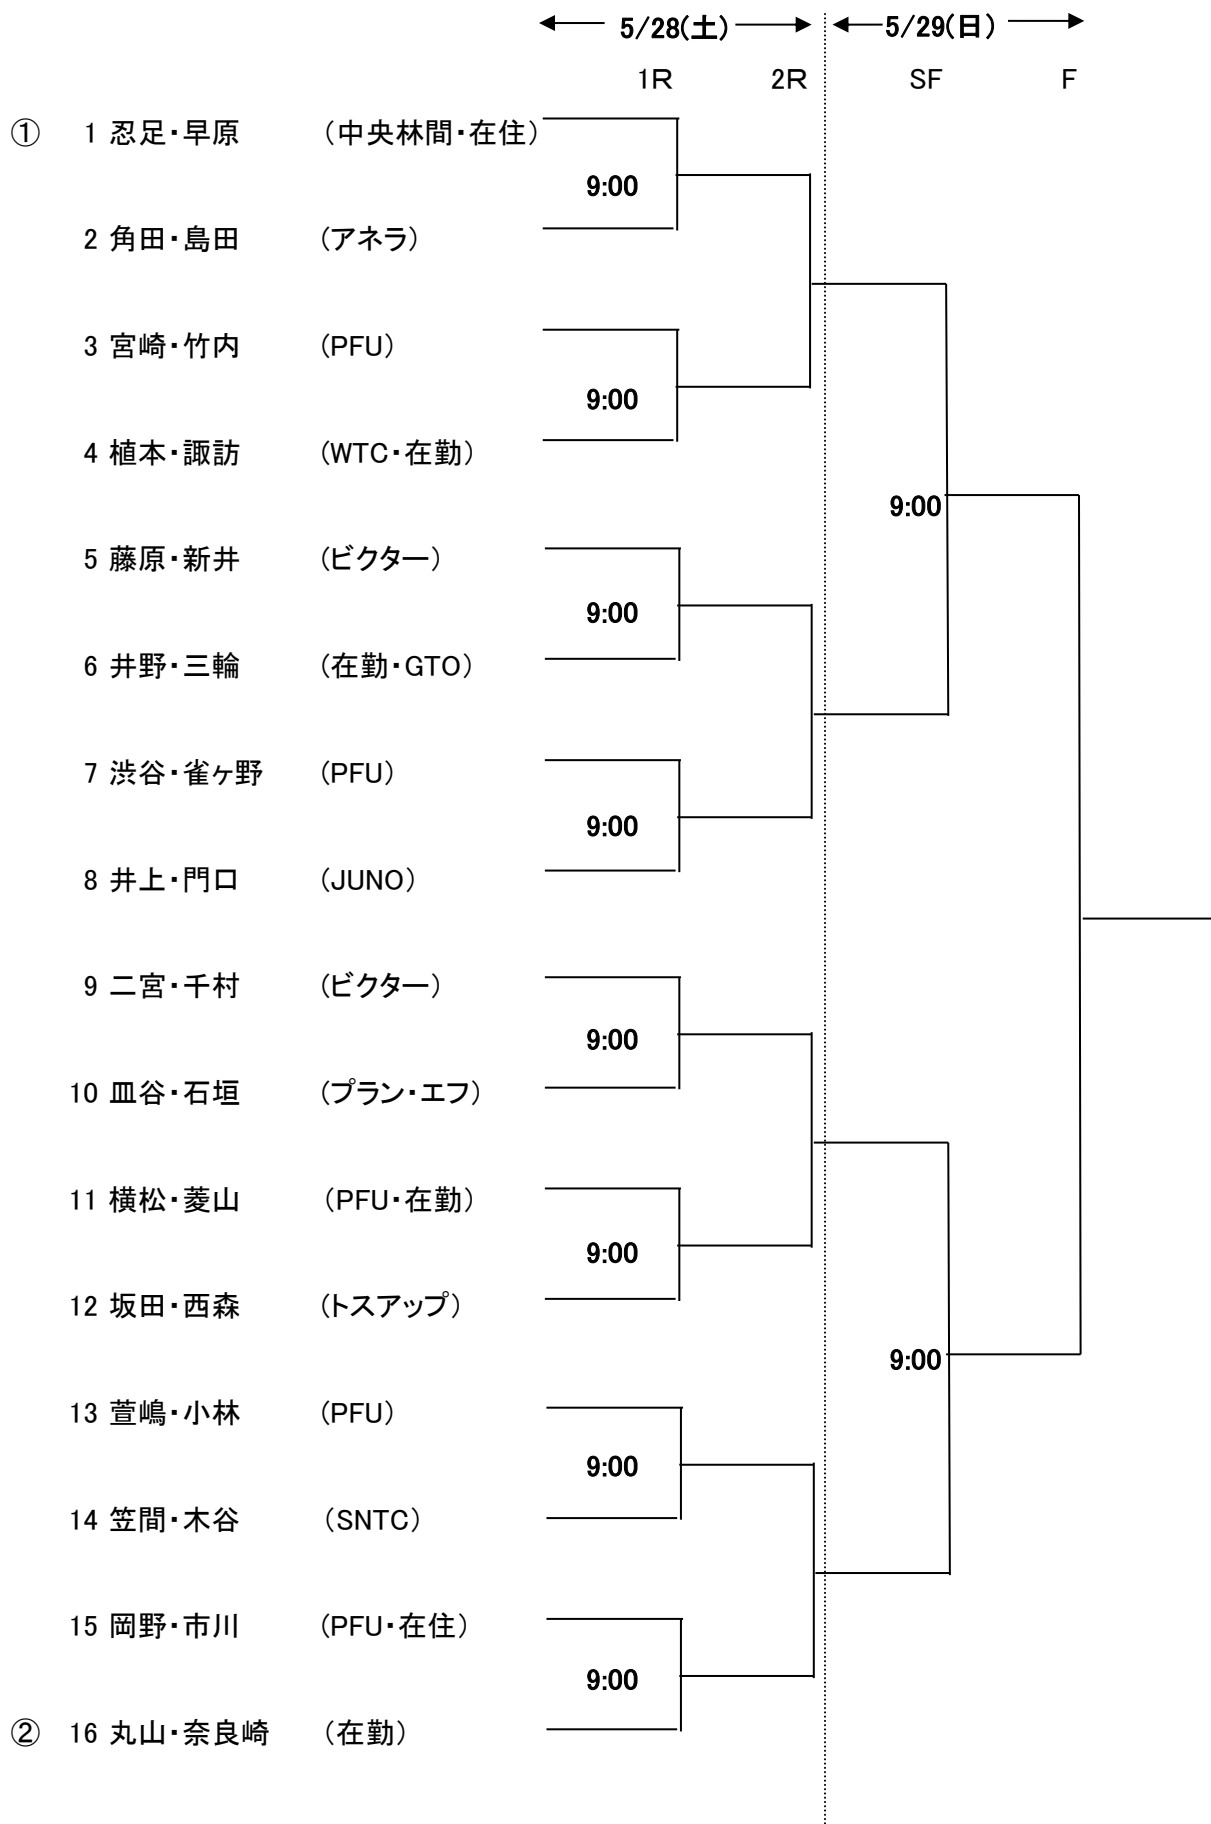 5/28(土) 5/29(日)
1R 2R SF F
① 1 忍足・早原 (中央林間・在住)
9:00
2 角田・島田 (アネラ)
3 宮崎・竹内 (PFU)
9:00
4 植本・諏訪 (WTC・在勤)
9:00
5 藤原・新井 (ビクター)
9:00
6 井野・三輪 (在勤・GTO)
7 渋谷・雀ヶ野 (PFU)
9:00
8 井上・門口 (JUNO)
9 二宮・千村 (ビクター)
9:00
10 皿谷・石垣 (プラン・エフ)
11 横松・菱山 (PFU・在勤)
9:00
12 坂田・西森 (トスアップ)
9:00
13 萱嶋・小林 (PFU)
9:00
14 笠間・木谷 (SNTC)
15 岡野・市川 (PFU・在住)
9:00
② 16 丸山・奈良崎 (在勤)